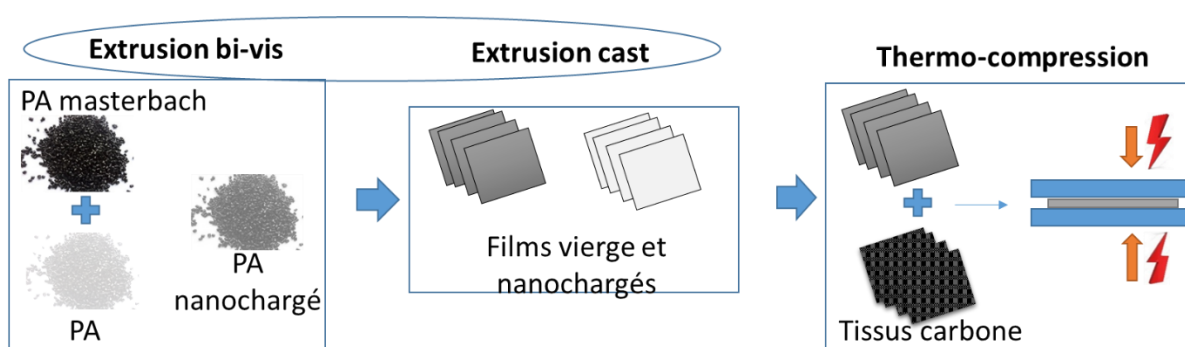 Extrusion bi-vis
Extrusion cast
Thermo-compression
PA masterbach
PA
nanochargé
PA
Films vierge et
nanochargés
Tissus carbone